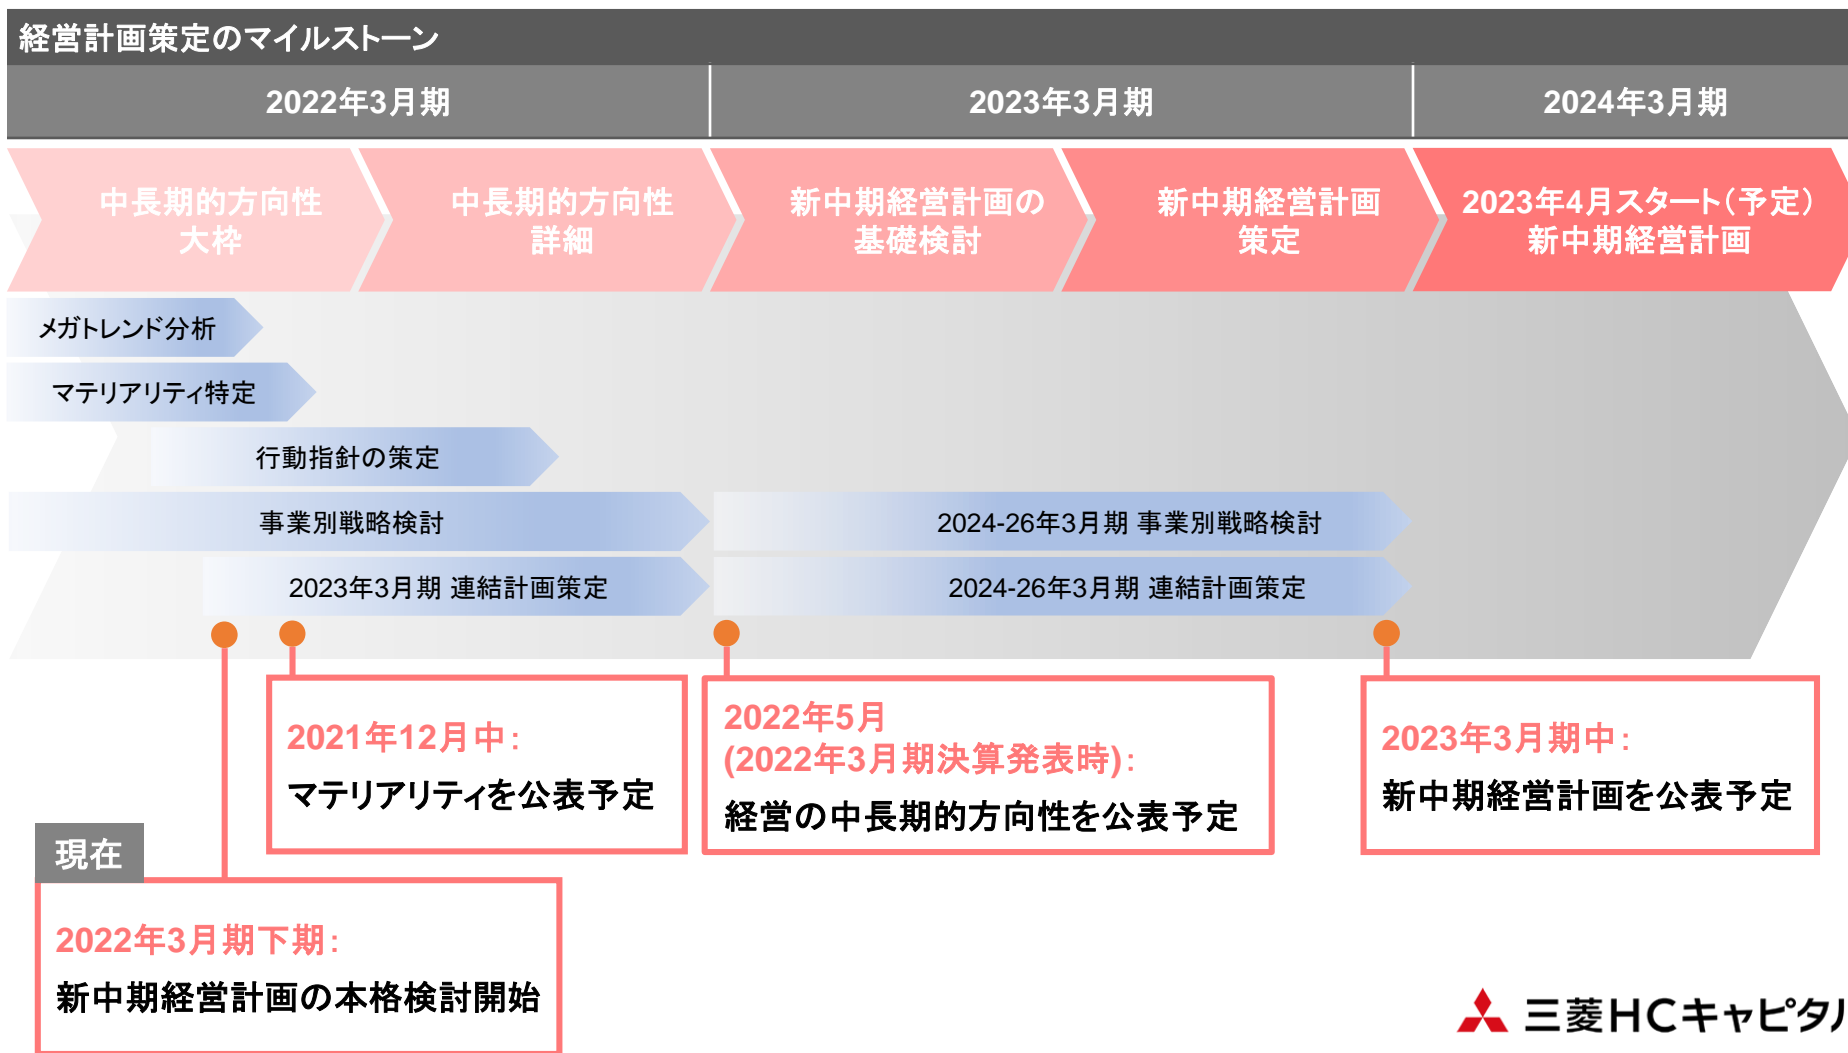 経営計画策定のマイルストーン
2022年3月期
2023年3月期
2024年3月期
中長期的方向性
大枠
中長期的方向性
詳細
新中期経営計画の
基礎検討
新中期経営計画
策定
2023年4月スタート(予定)
新中期経営計画
メガトレンド分析
マテリアリティ特定
行動指針の策定
事業別戦略検討
2024-26年3月期 事業別戦略検討
2023年3月期 連結計画策定
2024-26年3月期 連結計画策定
2021年12月中:
マテリアリティを公表予定
2022年5月
(2022年3月期決算発表時):
経営の中長期的方向性を公表予定
2023年3月期中:
新中期経営計画を公表予定
現在
2022年3月期下期:
新中期経営計画の本格検討開始
三菱HCキャピタル